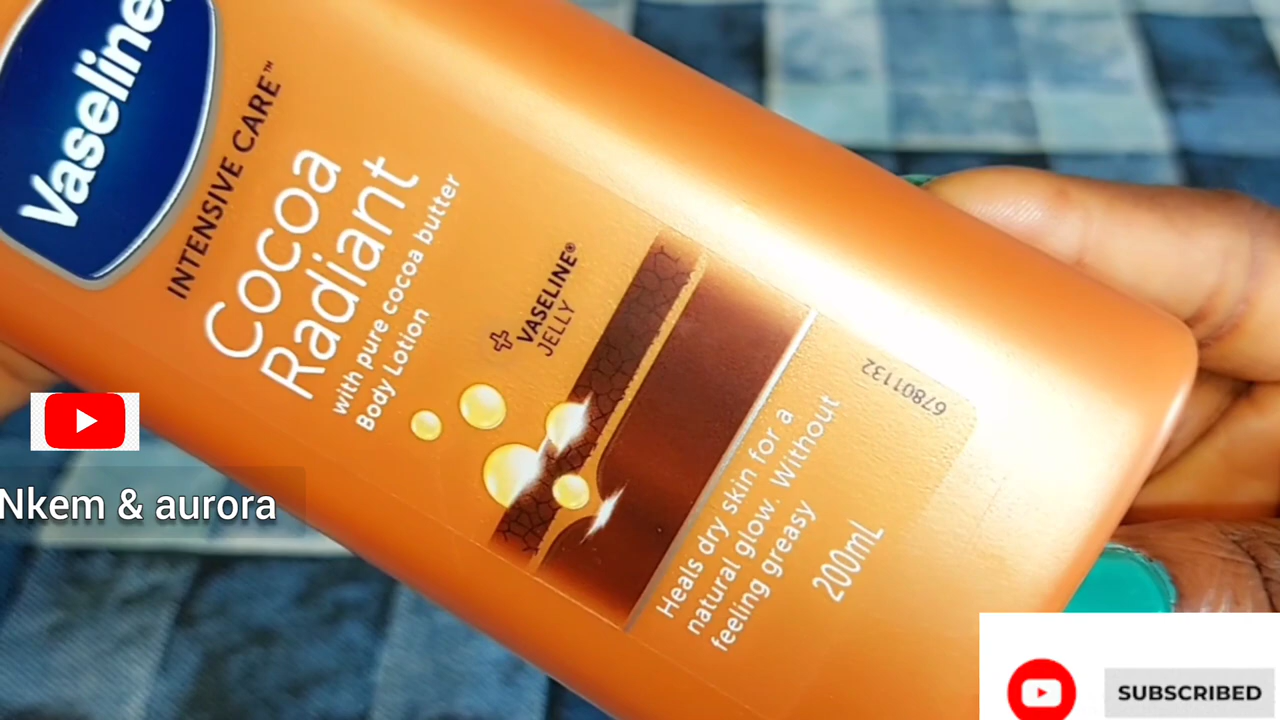 Vaseline
INTENSIVE CARE™
Cocoa
Radiant
with pure cocoa butter
Body Lotion
VASELINE®
JELLY
Heals dry skin for a
natural glow. Without
feeling greasy
200mL
67801132
Nkem & aurora
SUBSCRIBED